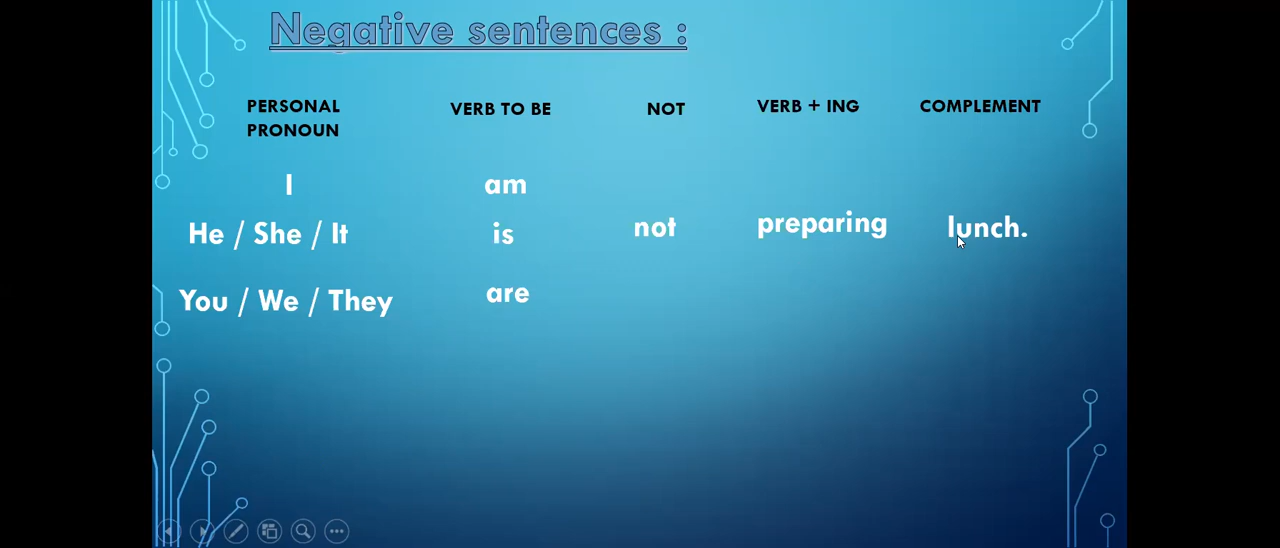 Negative sentences :
PERSONAL PRONOUN VERB TO BE NOT VERB + ING COMPLEMENT
I am
He / She / It is not preparing lunch.
You / We / They are